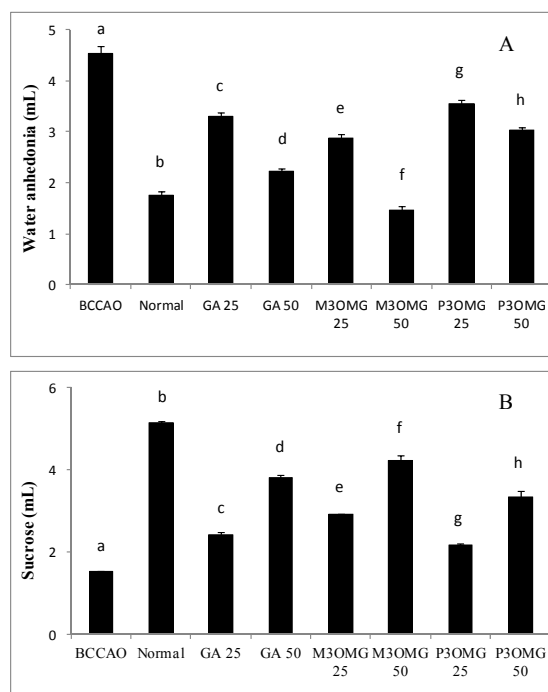 A
Water anhedonia (mL)
5
4
3
2
1
0
a
b
c
d
e
f
g
h
BCCAO Normal GA 25 GA 50 M3OMG M3OMG P3OMG P3OMG
25 50 25 50
B
Sucrose (mL)
6
4
2
0
a
b
c
d
e
f
g
h
BCCAO Normal GA 25 GA 50 M3OMG M3OMG P3OMG P3OMG
25 50 25 50